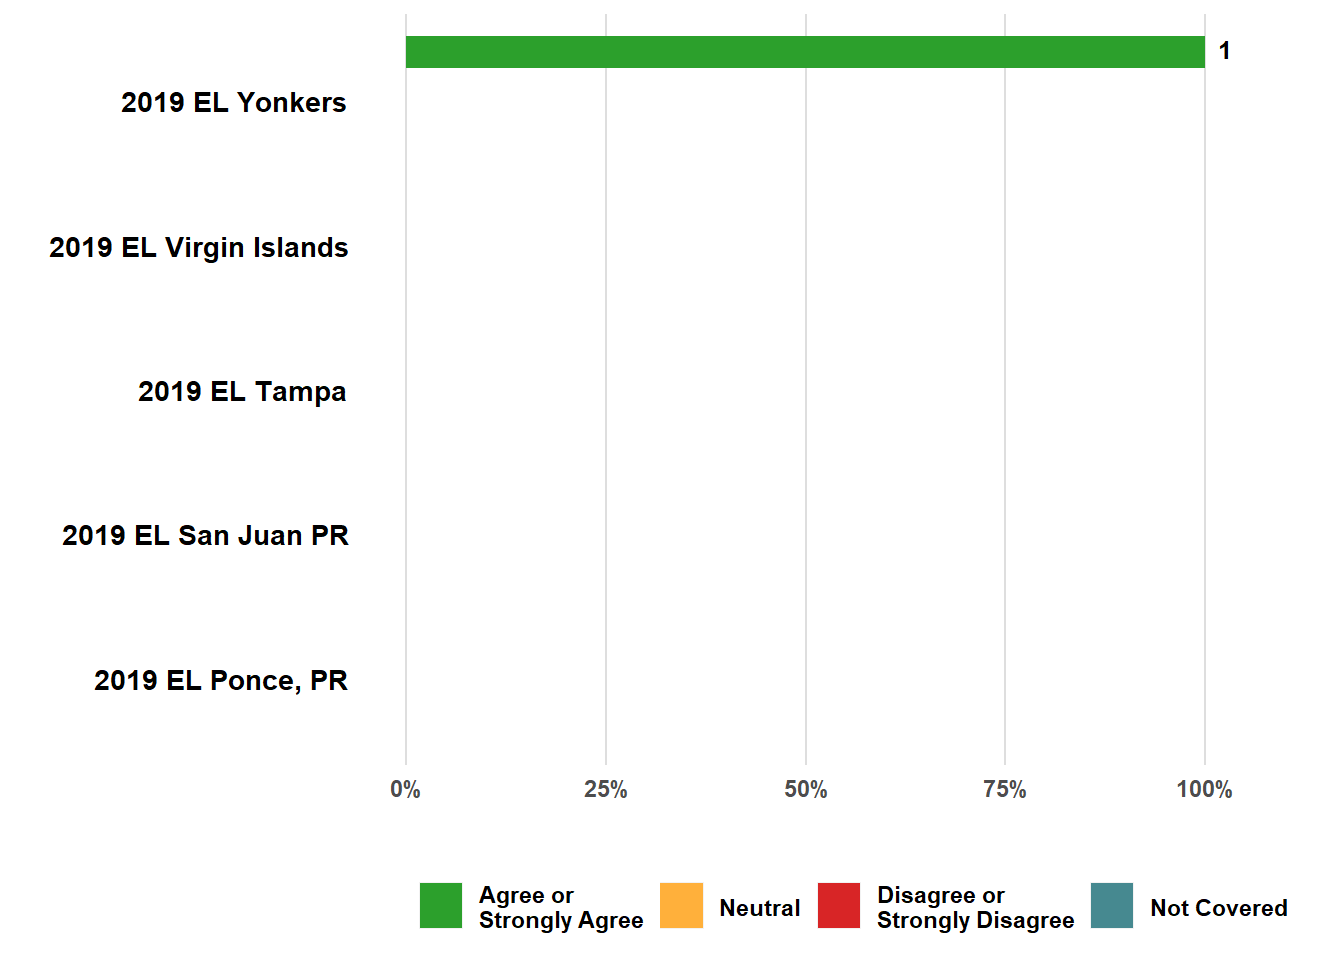 1
2019 EL Yonkers
2019 EL Virgin Islands
2019 EL Tampa
2019 EL San Juan PR
2019 EL Ponce, PR
0% 25% 50% 75% 100%
Agree or
Strongly Agree
Neutral
Disagree or
Strongly Disagree
Not Covered